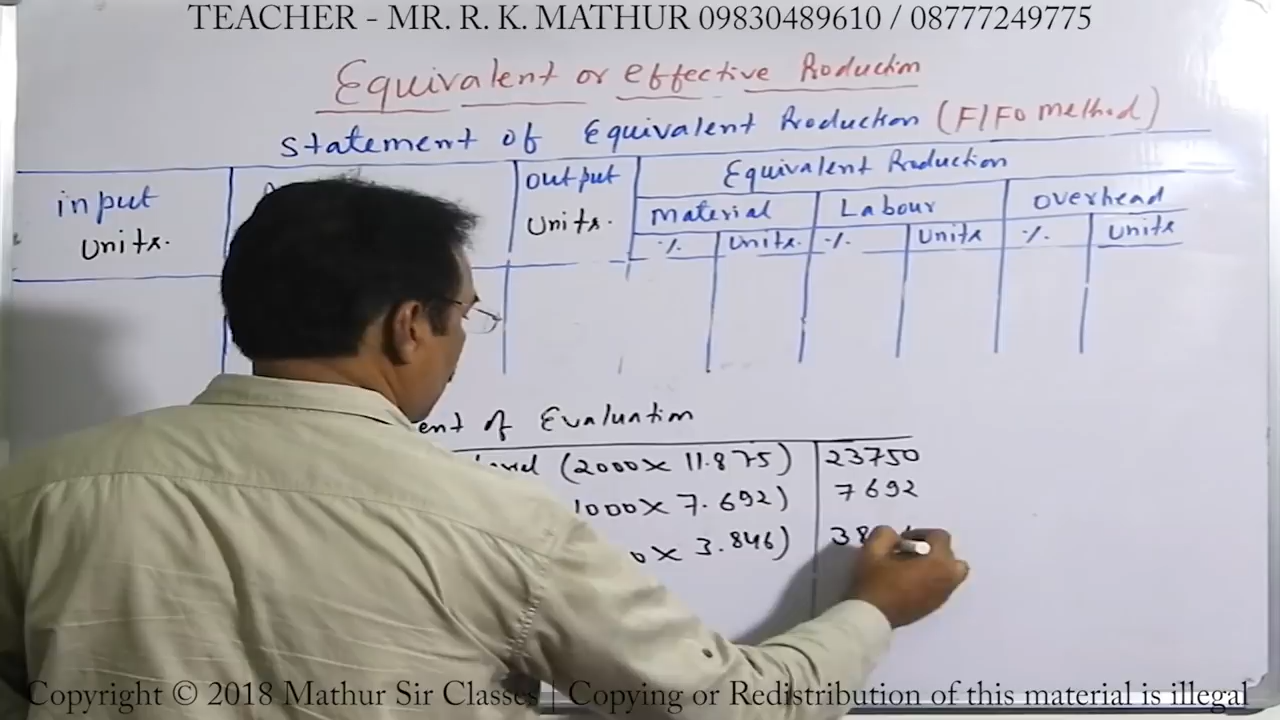 TEACHER - MR. R. K. MATHUR 09830489610 / 08777249775
Equivalent or effective Production
Statement of Equivalent Production (FIFO method)
input Units.
output Units.
Equivalent Production
Material Labour overhead
% Units. % Units % Units
of Evaluation
(2000 x 11.875) 23750
1000 x 7.692) 7692
0 x 3.846) 38
Copyright © 2018 Mathur Sir Classes | Copying or Redistribution of this material is illegal